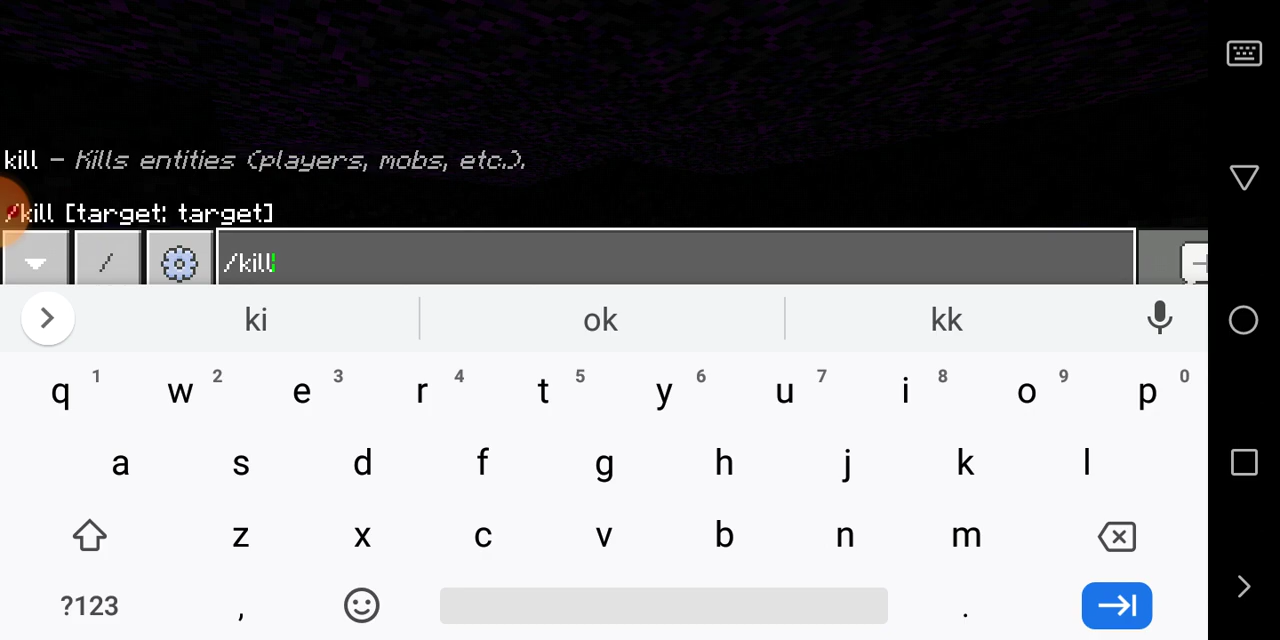 kill - Kills entities (players, mobs, etc.).
/kill [target: target]
/
/kill
ki ok kk
q 1 w 2 e 3 r 4 t 5 y 6 u 7 i 8 o 9 p 0
a s d f g h j k l
z x c v b n m
?123 , .